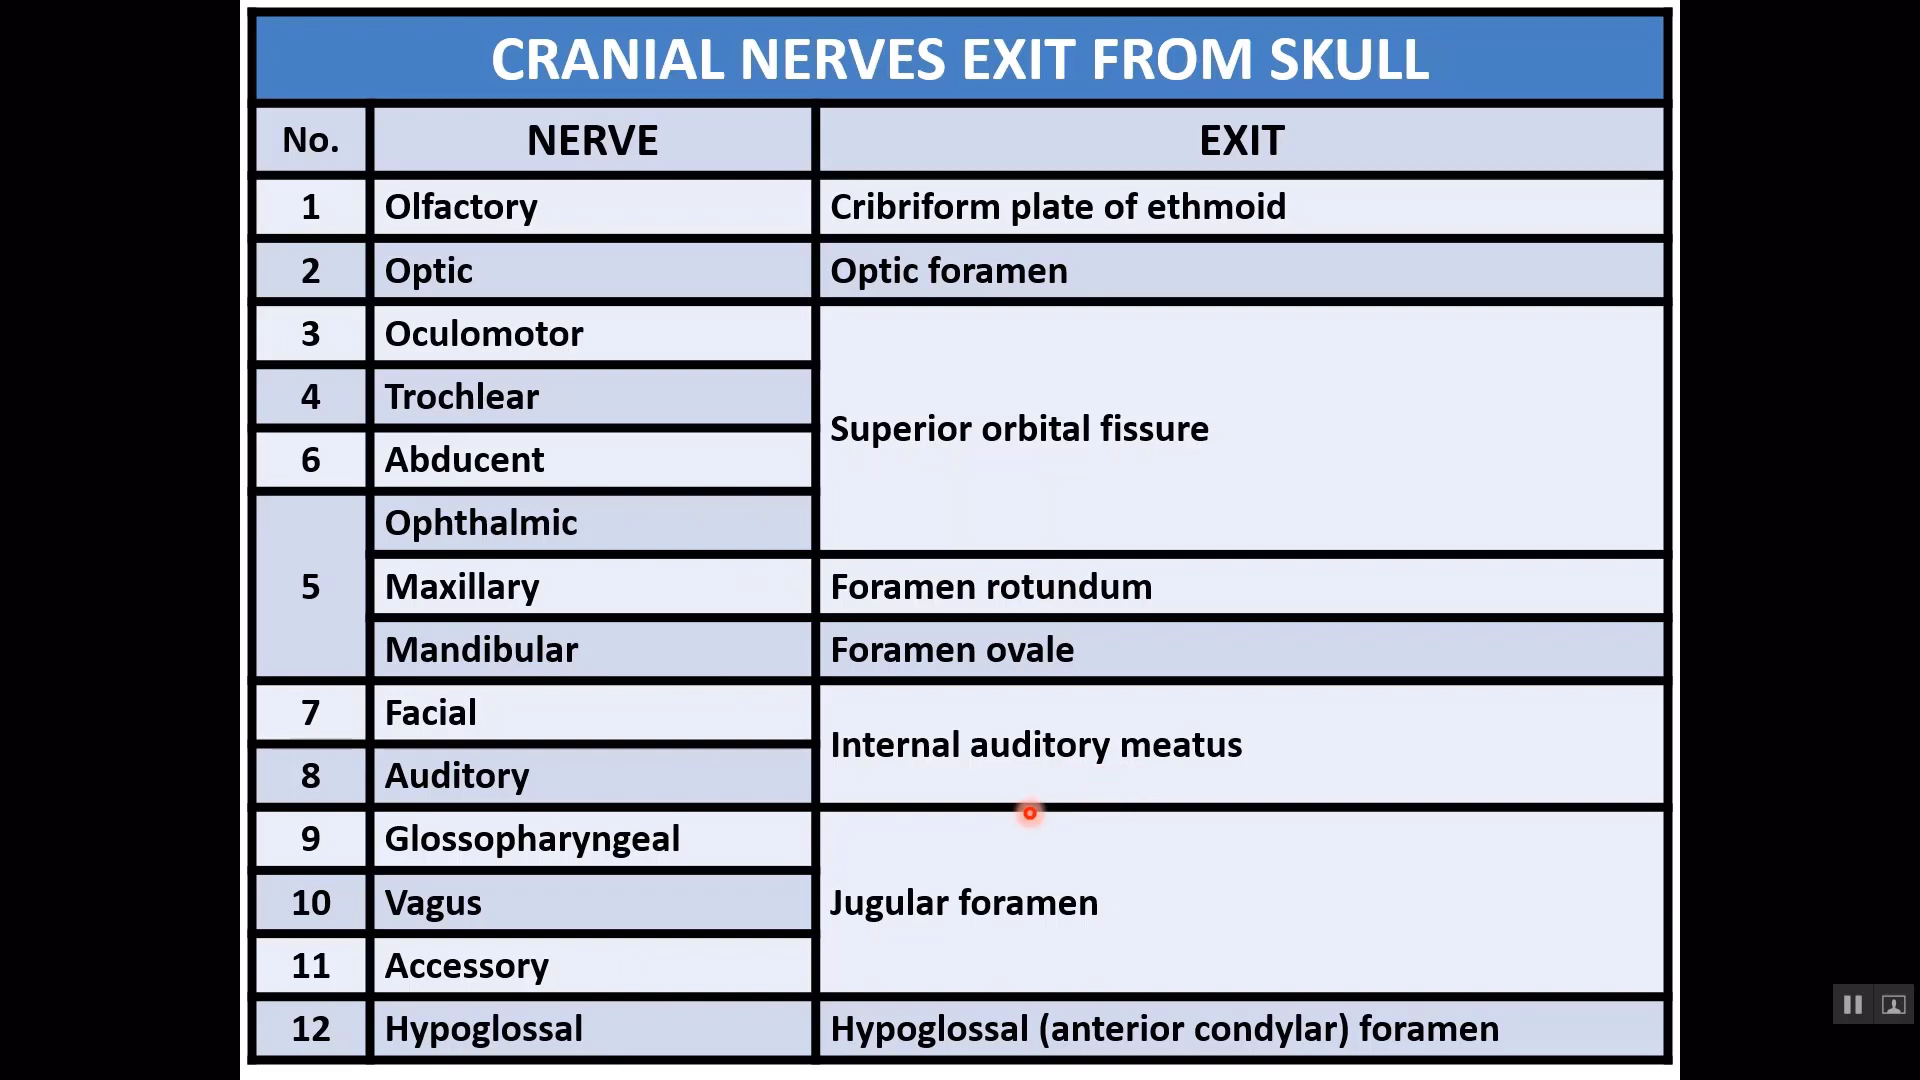 CRANIAL NERVES EXIT FROM SKULL
No. NERVE EXIT
1 Olfactory Cribriform plate of ethmoid
2 Optic Optic foramen
3 Oculomotor
4 Trochlear
Superior orbital fissure
6 Abducent
Ophthalmic
5 Maxillary Foramen rotundum
Mandibular Foramen ovale
7 Facial
Internal auditory meatus
8 Auditory
9 Glossopharyngeal
10 Vagus Jugular foramen
11 Accessory
12 Hypoglossal Hypoglossal (anterior condylar) foramen